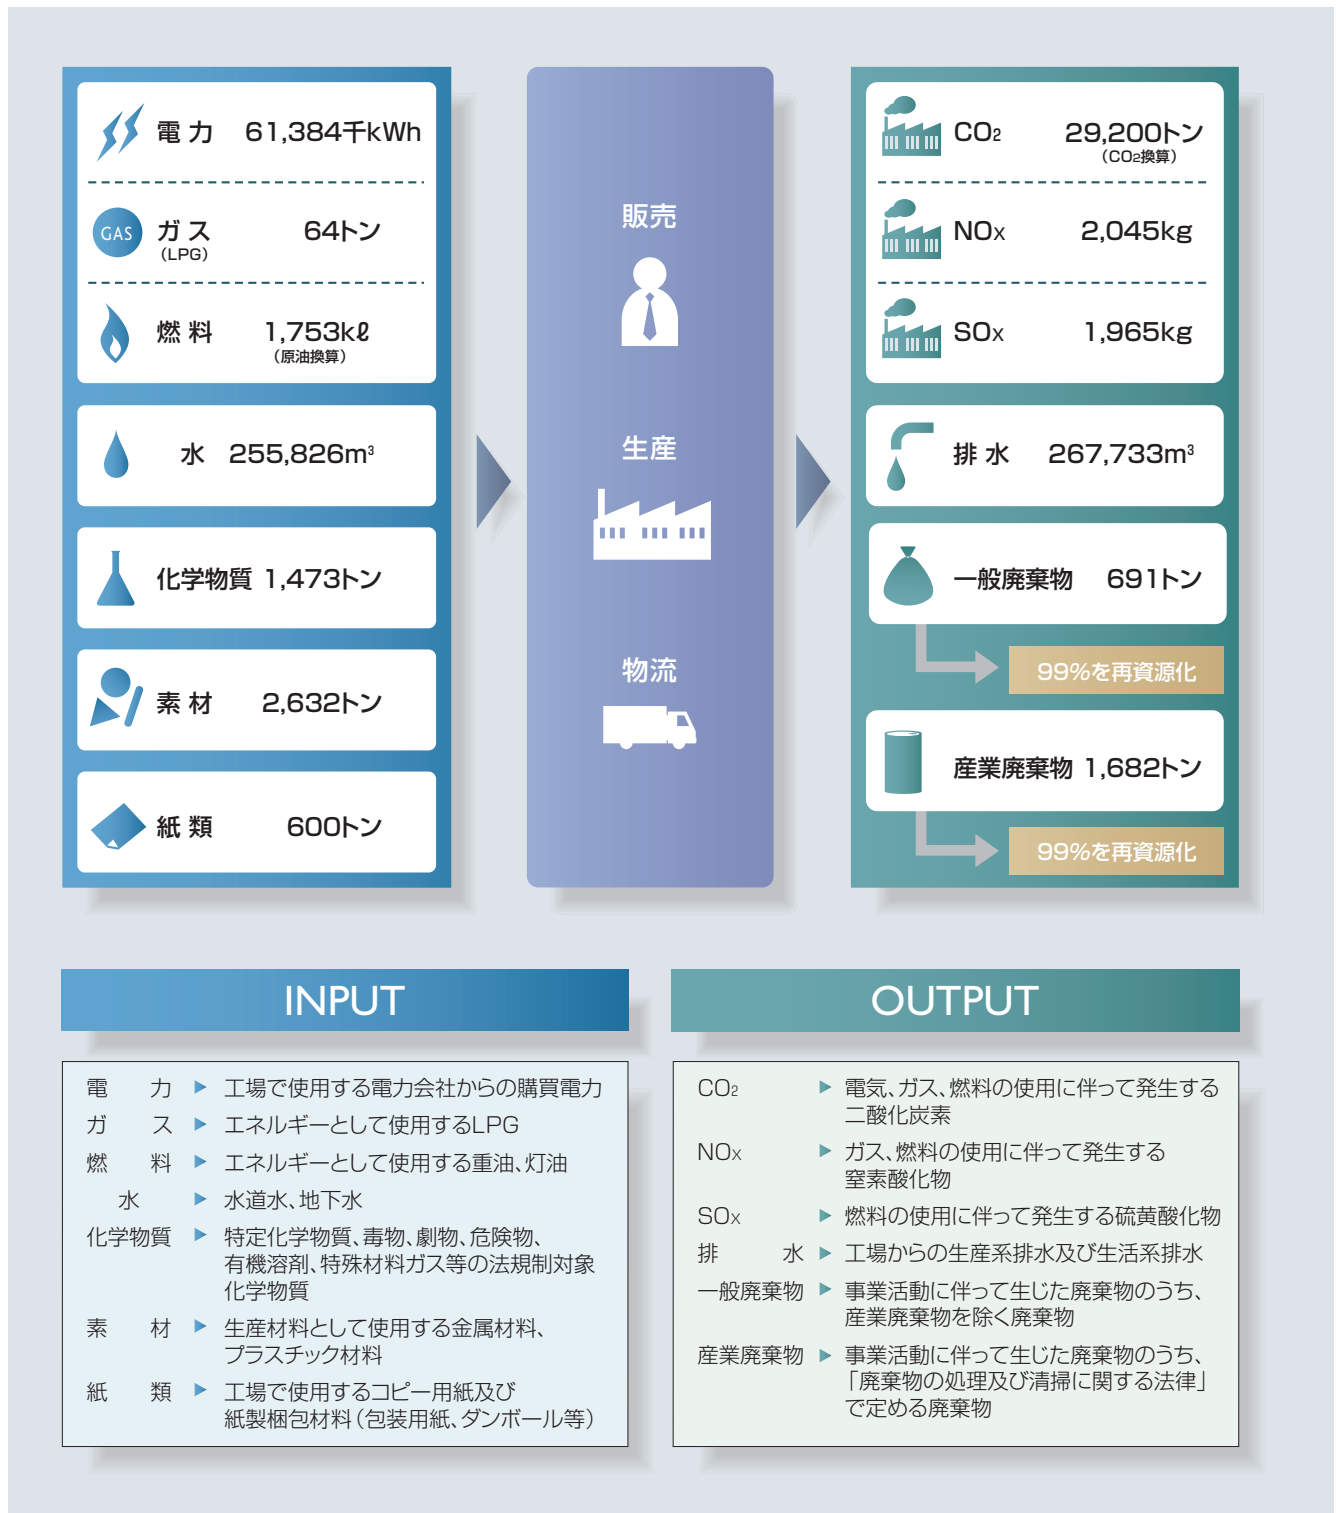 電力 61,384千kWh
GAS ガス 64トン
(LPG)
燃料 1,753kℓ
(原油換算)
水 255,826m³
化学物質 1,473トン
素材 2,632トン
紙類 600トン
販売
生産
物流
CO₂ 29,200トン
(CO₂換算)
NOx 2,045kg
SOx 1,965kg
排水 267,733m³
一般廃棄物 691トン
99%を再資源化
産業廃棄物 1,682トン
99%を再資源化
INPUT
電力 ▶ 工場で使用する電力会社からの購買電力
ガス ▶ エネルギーとして使用するLPG
燃料 ▶ エネルギーとして使用する重油、灯油
水 ▶ 水道水、地下水
化学物質 ▶ 特定化学物質、毒物、劇物、危険物、
有機溶剤、特殊材料ガス等の法規制対象
化学物質
素材 ▶ 生産材料として使用する金属材料、
プラスチック材料
紙類 ▶ 工場で使用するコピー用紙及び
紙製梱包材料(包装用紙、ダンボール等)
OUTPUT
CO₂ ▶ 電気、ガス、燃料の使用に伴って発生する
二酸化炭素
NOx ▶ ガス、燃料の使用に伴って発生する
窒素酸化物
SOx ▶ 燃料の使用に伴って発生する硫黄酸化物
排水 ▶ 工場からの生産系排水及び生活系排水
一般廃棄物 ▶ 事業活動に伴って生じた廃棄物のうち、
産業廃棄物を除く廃棄物
産業廃棄物 ▶ 事業活動に伴って生じた廃棄物のうち、
「廃棄物の処理及び清掃に関する法律」
で定める廃棄物